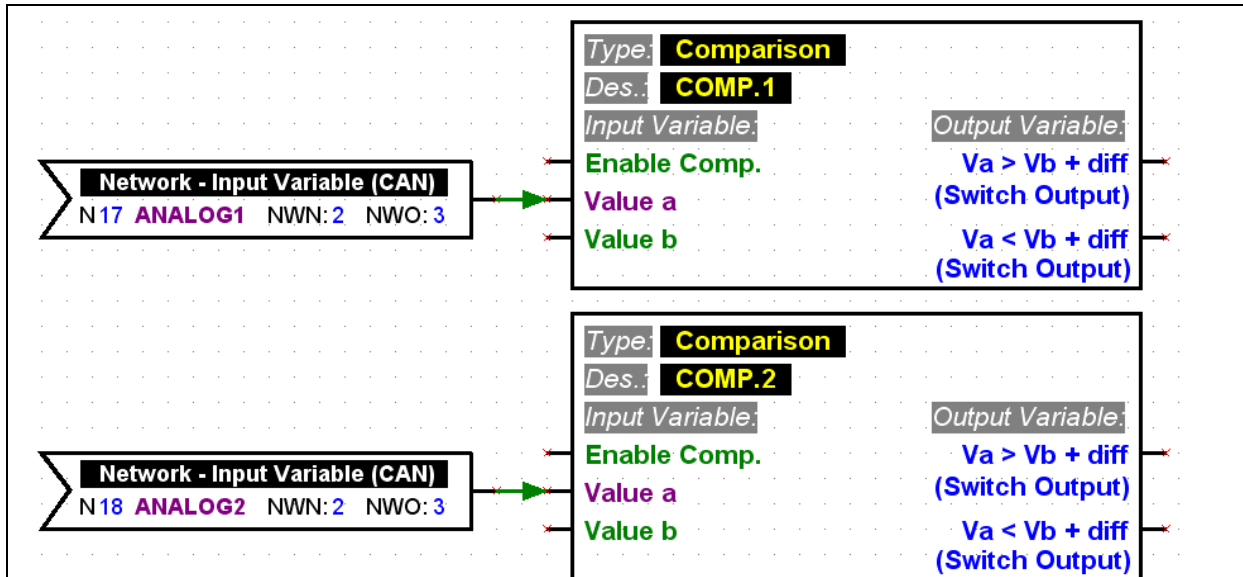 Type: Comparison
Des.: COMP.1
Input Variable: Output Variable:
Enable Comp. Va > Vb + diff
(Switch Output)
Network - Input Variable (CAN)
N 17 ANALOG1 NWN: 2 NWO: 3
Value a
Value b Va < Vb + diff
(Switch Output)
Type: Comparison
Des.: COMP.2
Input Variable: Output Variable:
Enable Comp. Va > Vb + diff
(Switch Output)
Network - Input Variable (CAN)
N 18 ANALOG2 NWN: 2 NWO: 3
Value a
Value b Va < Vb + diff
(Switch Output)